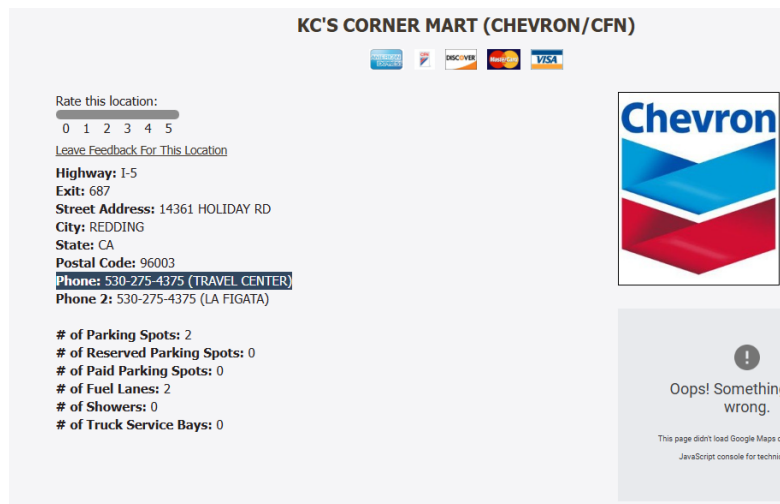 KC'S CORNER MART (CHEVRON/CFN)
DISCOVER MasterCard VISA
Rate this location:
0 1 2 3 4 5
Leave Feedback For This Location
Highway: I-5
Exit: 687
Street Address: 14361 HOLIDAY RD
City: REDDING
State: CA
Postal Code: 96003
Phone: 530-275-4375 (TRAVEL CENTER)
Phone 2: 530-275-4375 (LA FIGATA)
# of Parking Spots: 2
# of Reserved Parking Spots: 0
# of Paid Parking Spots: 0
# of Fuel Lanes: 2
# of Showers: 0
# of Truck Service Bays: 0
Chevron
Oops! Something
wrong.
This page didn't load Google Maps
JavaScript console for